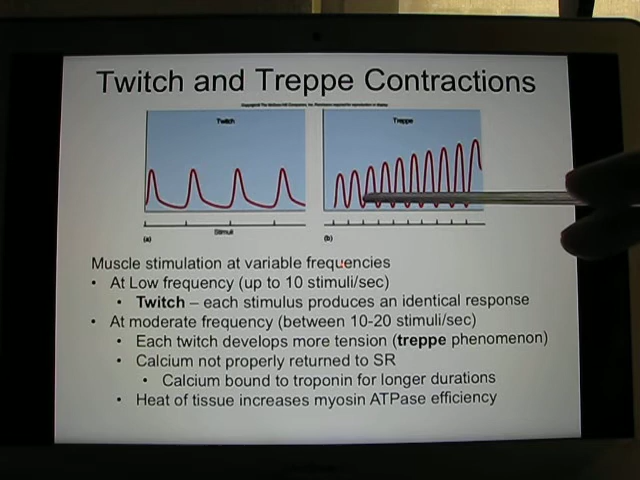 Twitch and Treppe Contractions
Twitch
Treppe
Stimuli
(a)
(b)
Muscle stimulation at variable frequencies
• At Low frequency (up to 10 stimuli/sec)
• Twitch – each stimulus produces an identical response
• At moderate frequency (between 10-20 stimuli/sec)
• Each twitch develops more tension (treppe phenomenon)
• Calcium not properly returned to SR
• Calcium bound to troponin for longer durations
• Heat of tissue increases myosin ATPase efficiency